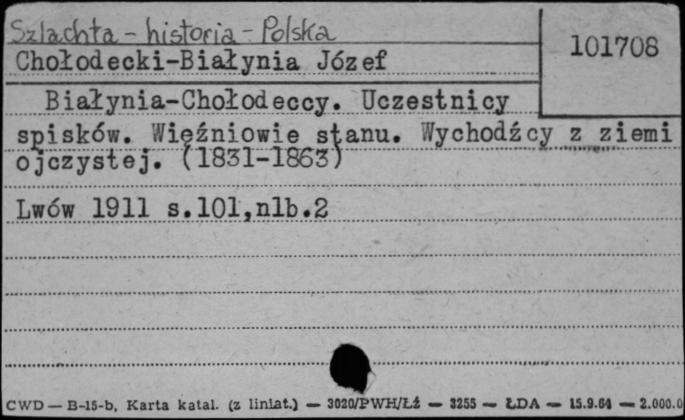 Szlachta - historia - Polska
101708
Chołodecki-Białynia Józef
Białynia-Chołodeccy. Uczestnicy
spisków. Więźniowie stanu. Wychodźcy z ziemi
ojczystej. (1831-1863)
Lwów 1911 s.101,nlb.2
CWD — B-15-b, Karta katal. (z liniat.) — 3020/PWH/Łź — 3255 — ŁDA — 15.9.64 — 2.000.0